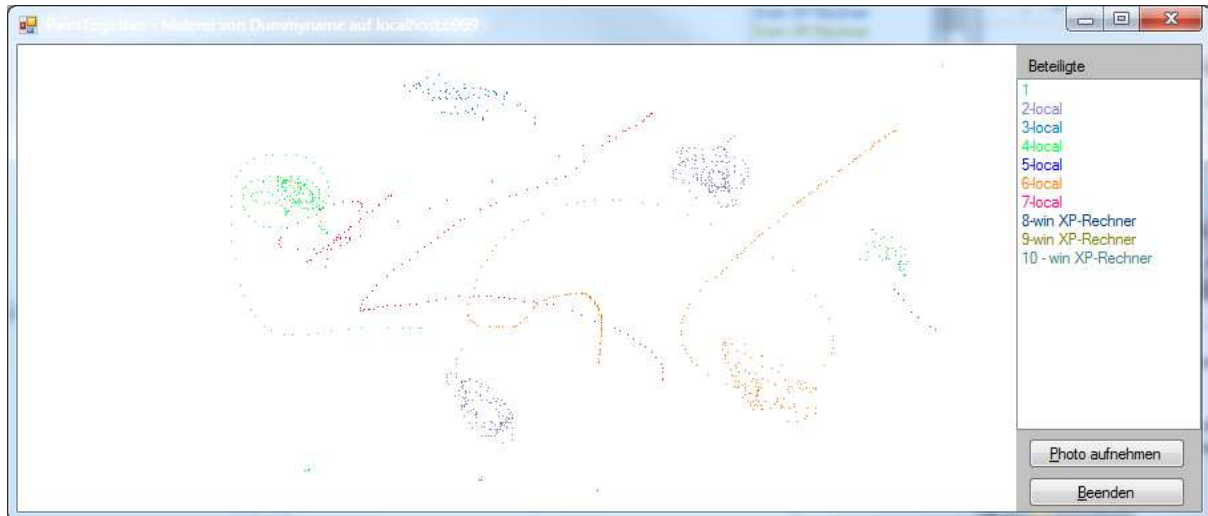 PaintTogether - Malerei von Dummyname auf localhost:6969
Beteiligte
1
2-local
3-local
4-local
5-local
6-local
7-local
8-win XP-Rechner
9-win XP-Rechner
10 - win XP-Rechner
Photo aufnehmen
Beenden